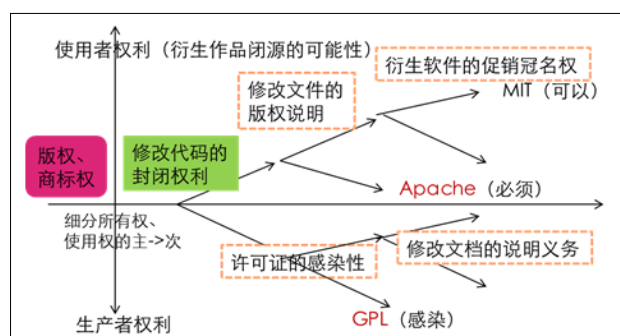 使用者权利（衍生作品闭源的可能性）
衍生软件的促销冠名权
MIT（可以）
修改文件的
版权说明
版权、
商标权
修改代码的
封闭权利
Apache（必须）
细分所有权、
使用权的主->次
许可证的感染性
修改文档的说明义务
GPL（感染）
生产者权利